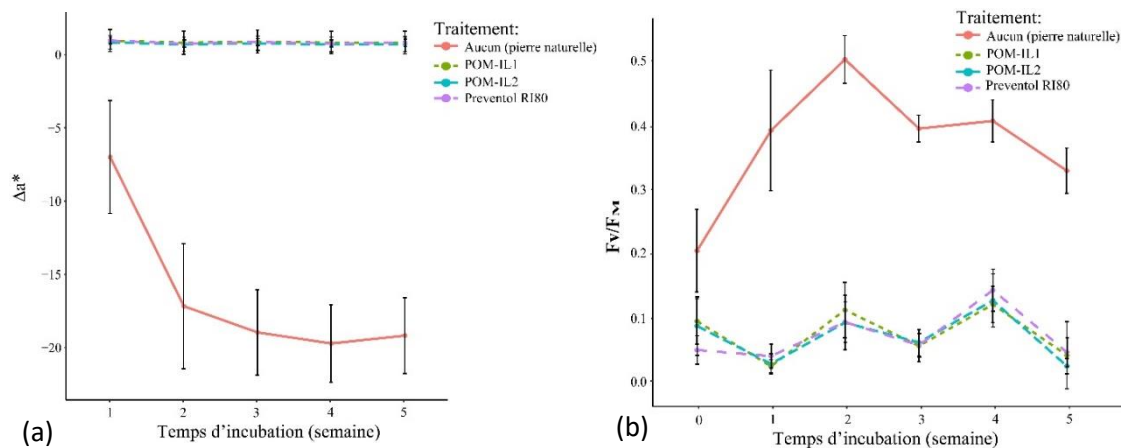 Traitement:
Aucun (pierre naturelle)
POM-IL1
POM-IL2
Preventol RI80
0
−5
−10
−15
−20
Δa*
1 2 3 4 5
Temps d'incubation (semaine)
(a)
Traitement:
Aucun (pierre naturelle)
POM-IL1
POM-IL2
Preventol RI80
0.5
0.4
0.3
0.2
0.1
0.0
Fv/FM
0 1 2 3 4 5
Temps d'incubation (semaine)
(b)